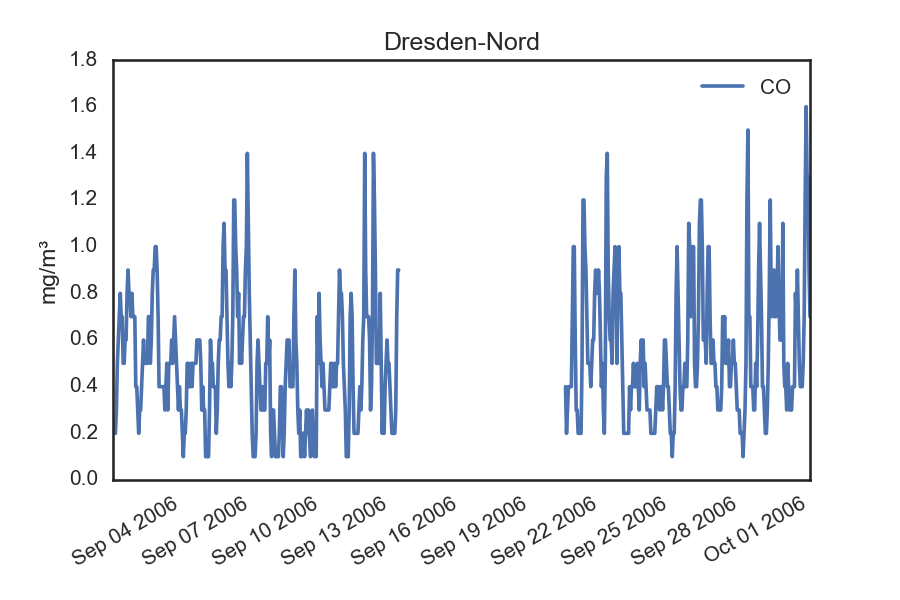 Dresden-Nord
1.8
1.6
1.4
1.2
1.0
0.8
0.6
0.4
0.2
0.0
mg/m³
CO
Sep 04 2006
Sep 07 2006
Sep 10 2006
Sep 13 2006
Sep 16 2006
Sep 19 2006
Sep 22 2006
Sep 25 2006
Sep 28 2006
Oct 01 2006